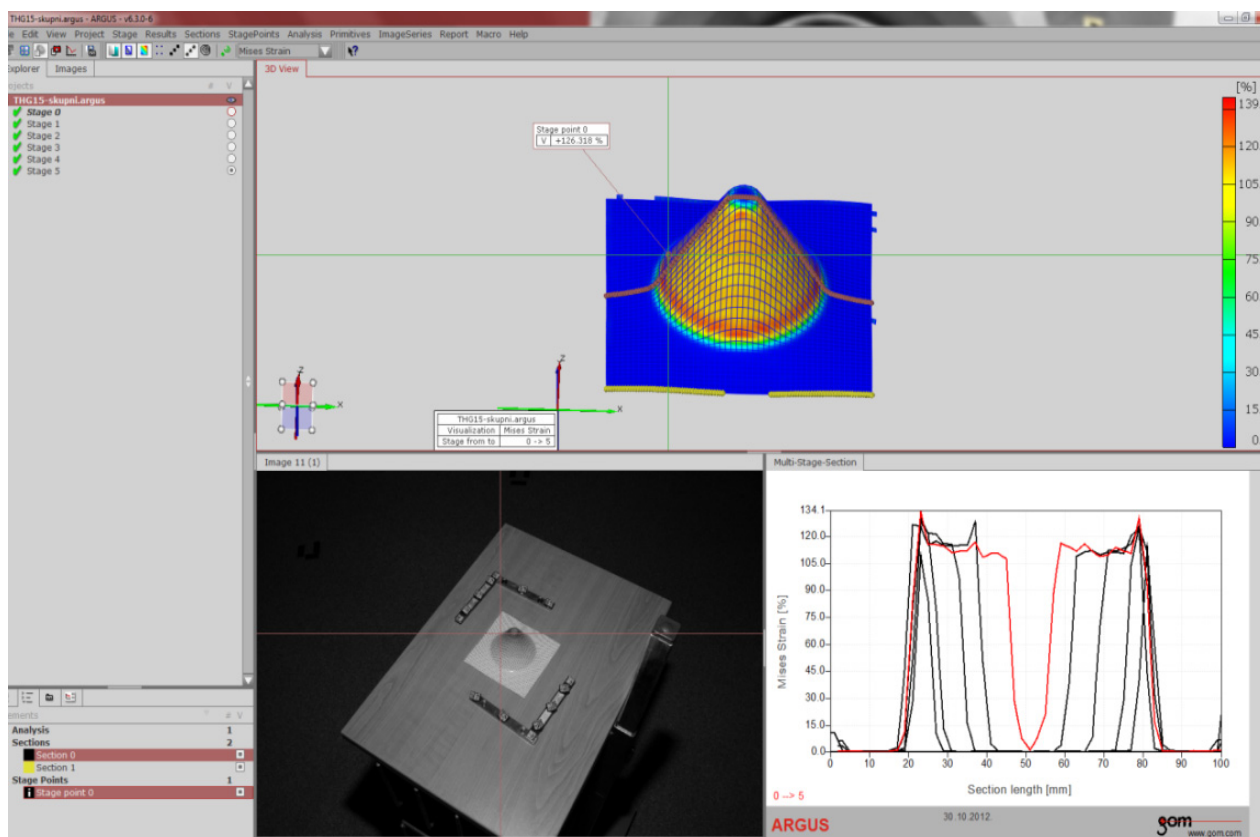 THG15-skupni.argus - ARGUS - v6.3.0-6
Edit View Project Stage Results Sections StagePoints Analysis Primitives ImageSeries Report Macro Help
Mises Strain
Explorer Images
# V
THG15-skupni.argus
Stage 0
Stage 1
Stage 2
Stage 3
Stage 4
Stage 5
3D View
Stage point 0
V +126.318 %
[%]
139
120.
105
90.
75
60.
45
30
15.
0.
Z
X
Z
X
THG15-skupni.argus
Visualization Mises Strain
Stage from to 0 -> 5
Image 11 (1)
Multi-Stage-Section
134.1
120.0
105.0
90.0
75.0
60.0
45.0
30.0
15.0
0.0
Mises Strain [%]
0 10 20 30 40 50 60 70 80 90 100
Section length [mm]
0 --> 5
ARGUS 30.10.2012. gom
www.gom.com
# V
Analysis 1
Sections 2
Section 0
Section 1
Stage Points 1
Stage point 0